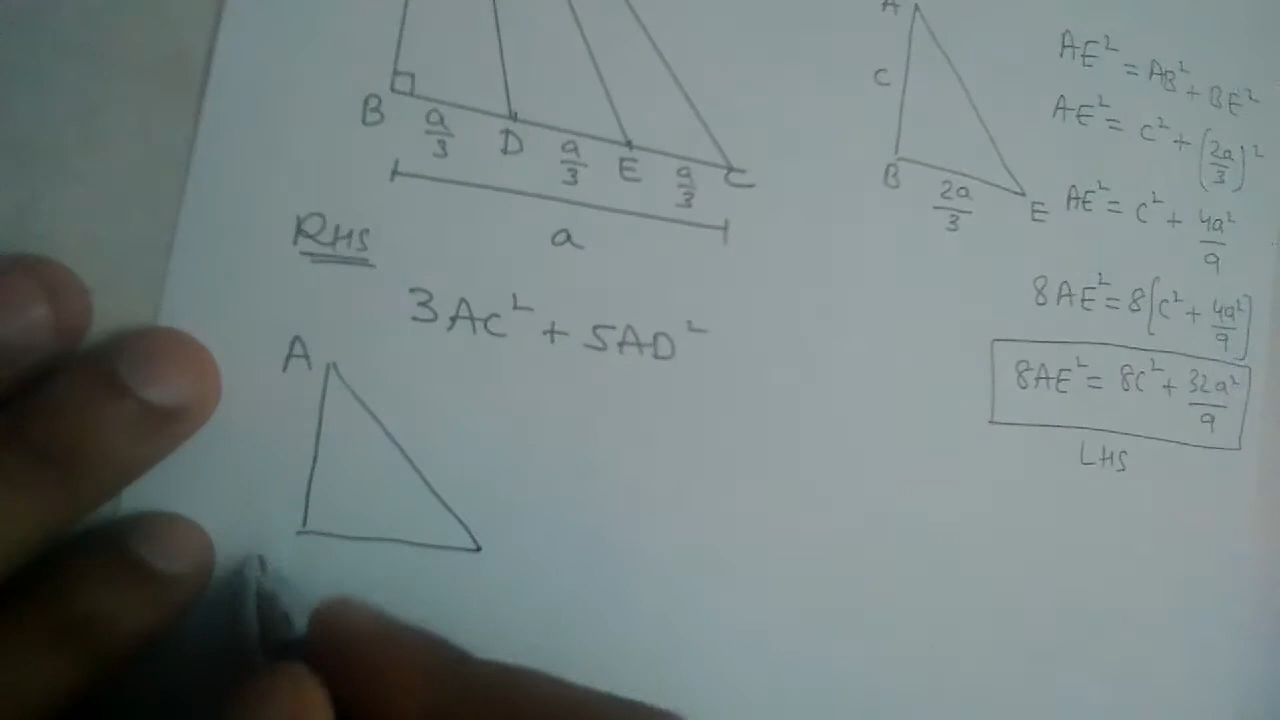 B a/3 D a/3 E a/3 C
a
RHS
3AC² + 5AD²
A
A
C
B 2a/3 E
AE² = AB² + BE²
AE² = C² + (2a/3)²
AE² = C² + 4a²/9
8AE² = 8[C² + 4a²/9]
8AE² = 8C² + 32a²/9
LHS